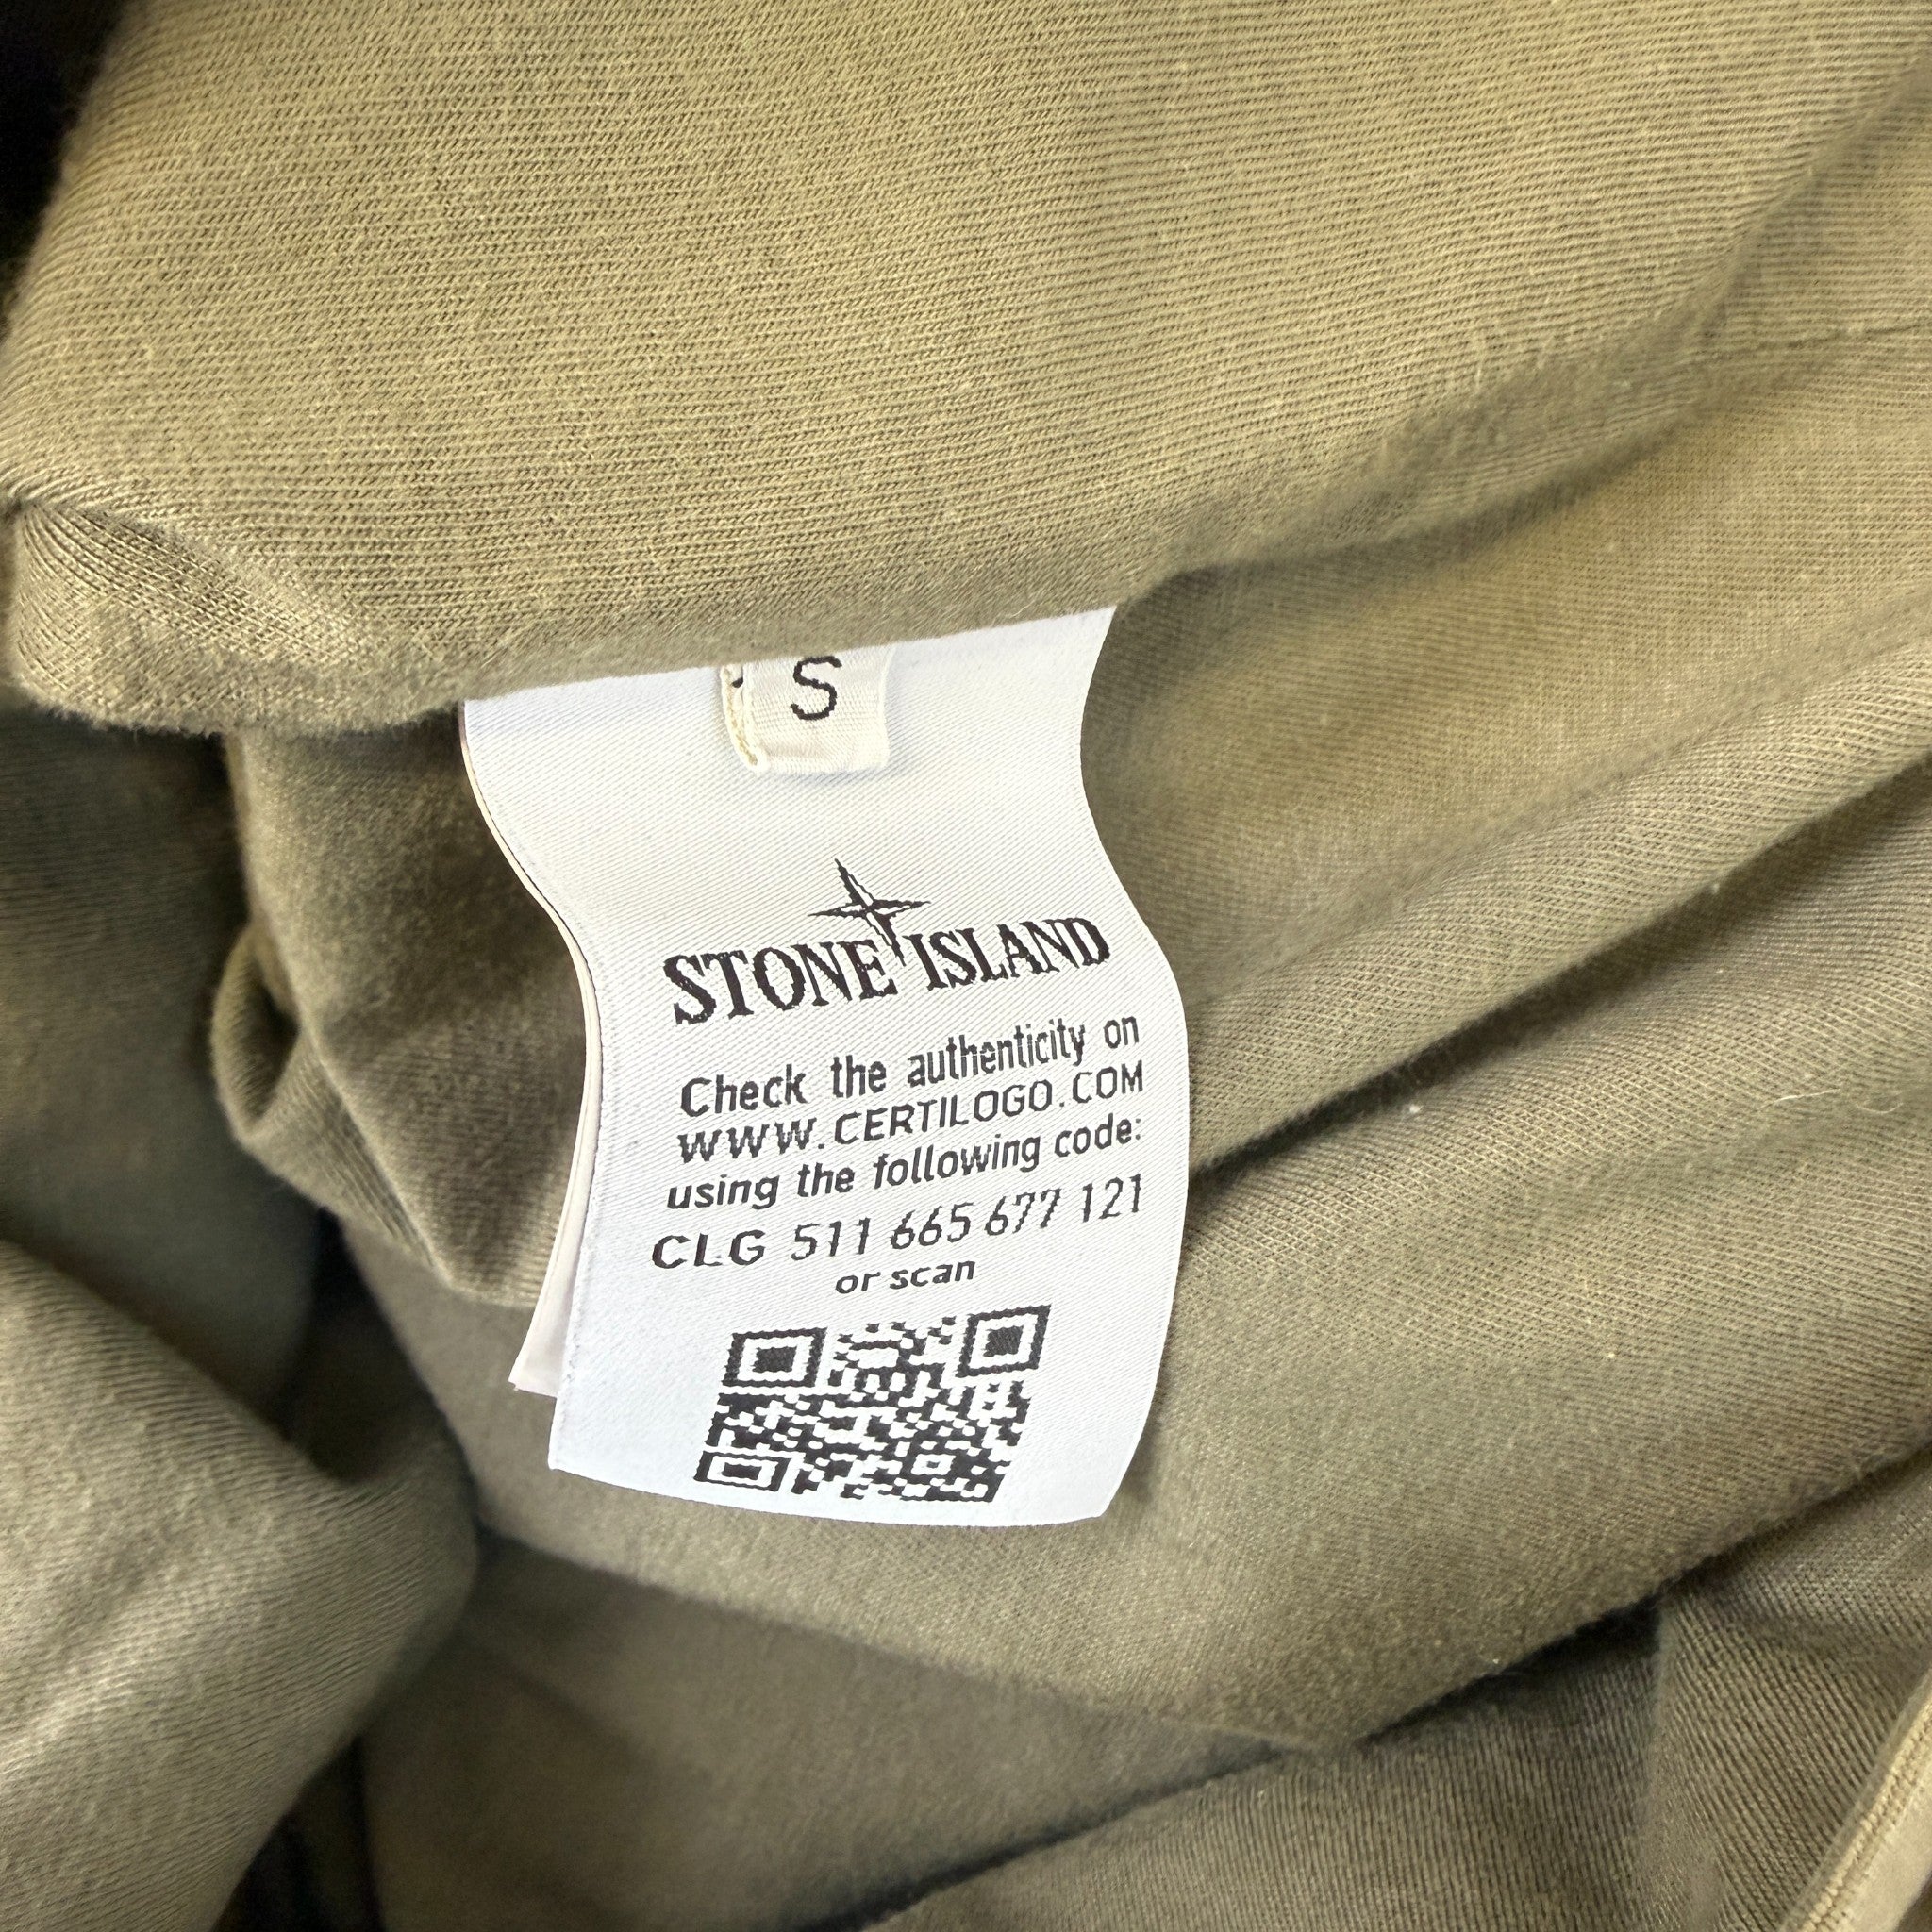 S
STONE ISLAND
Check the authenticity on
WWW.CERTILOGO.COM
using the following code:
CLG 511 665 677 121
or scan